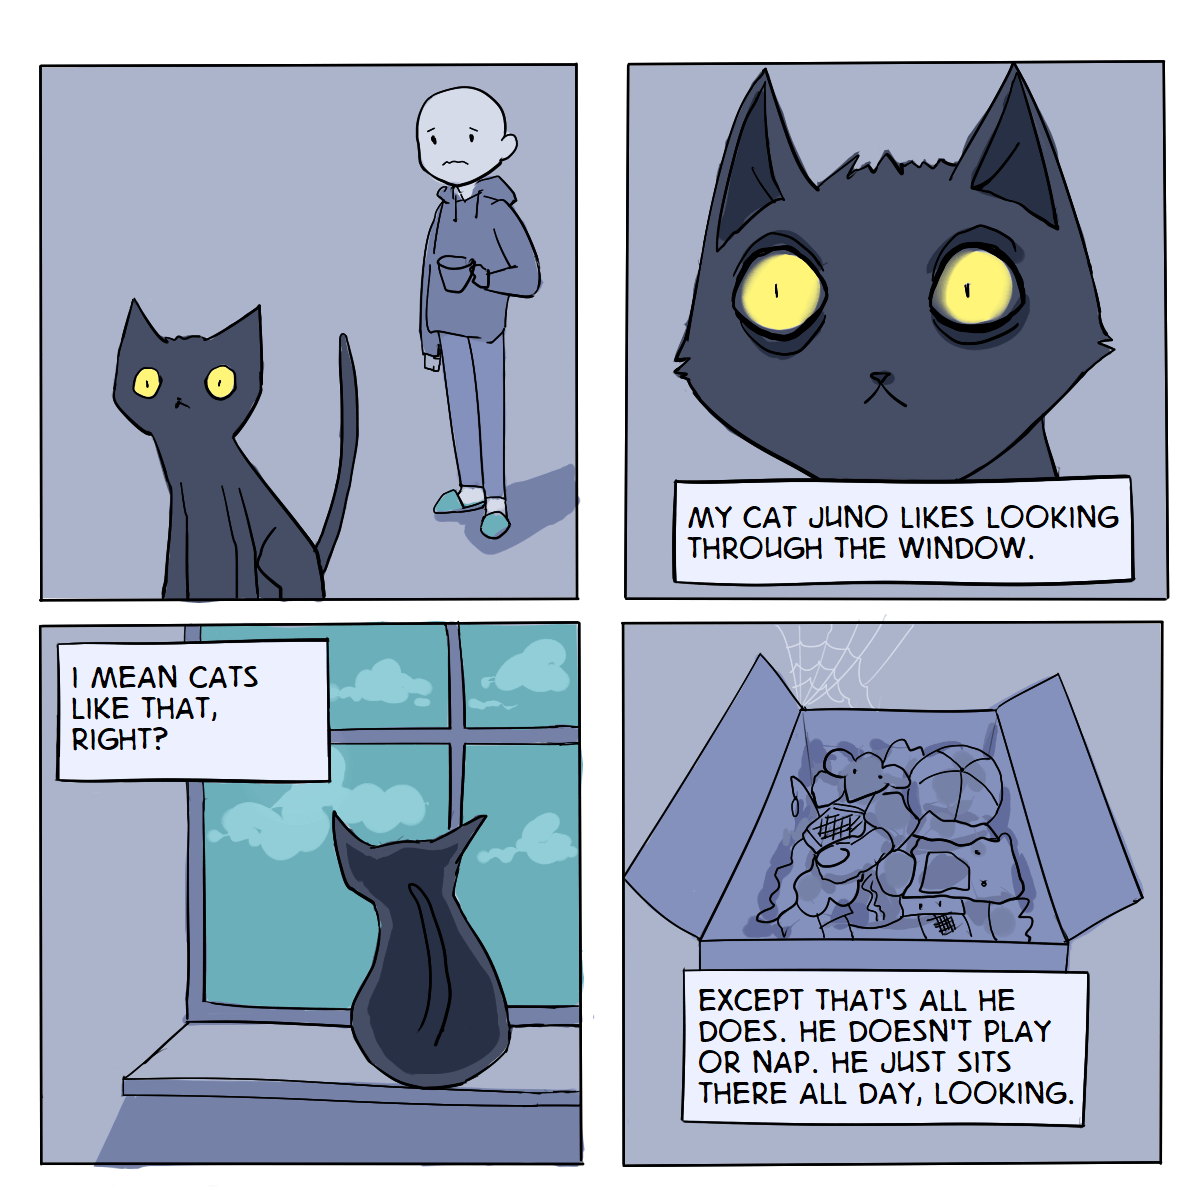 MY CAT JUNO LIKES LOOKING
THROUGH THE WINDOW.
I MEAN CATS
LIKE THAT,
RIGHT?
EXCEPT THAT'S ALL HE
DOES. HE DOESN'T PLAY
OR NAP. HE JUST SITS
THERE ALL DAY, LOOKING.